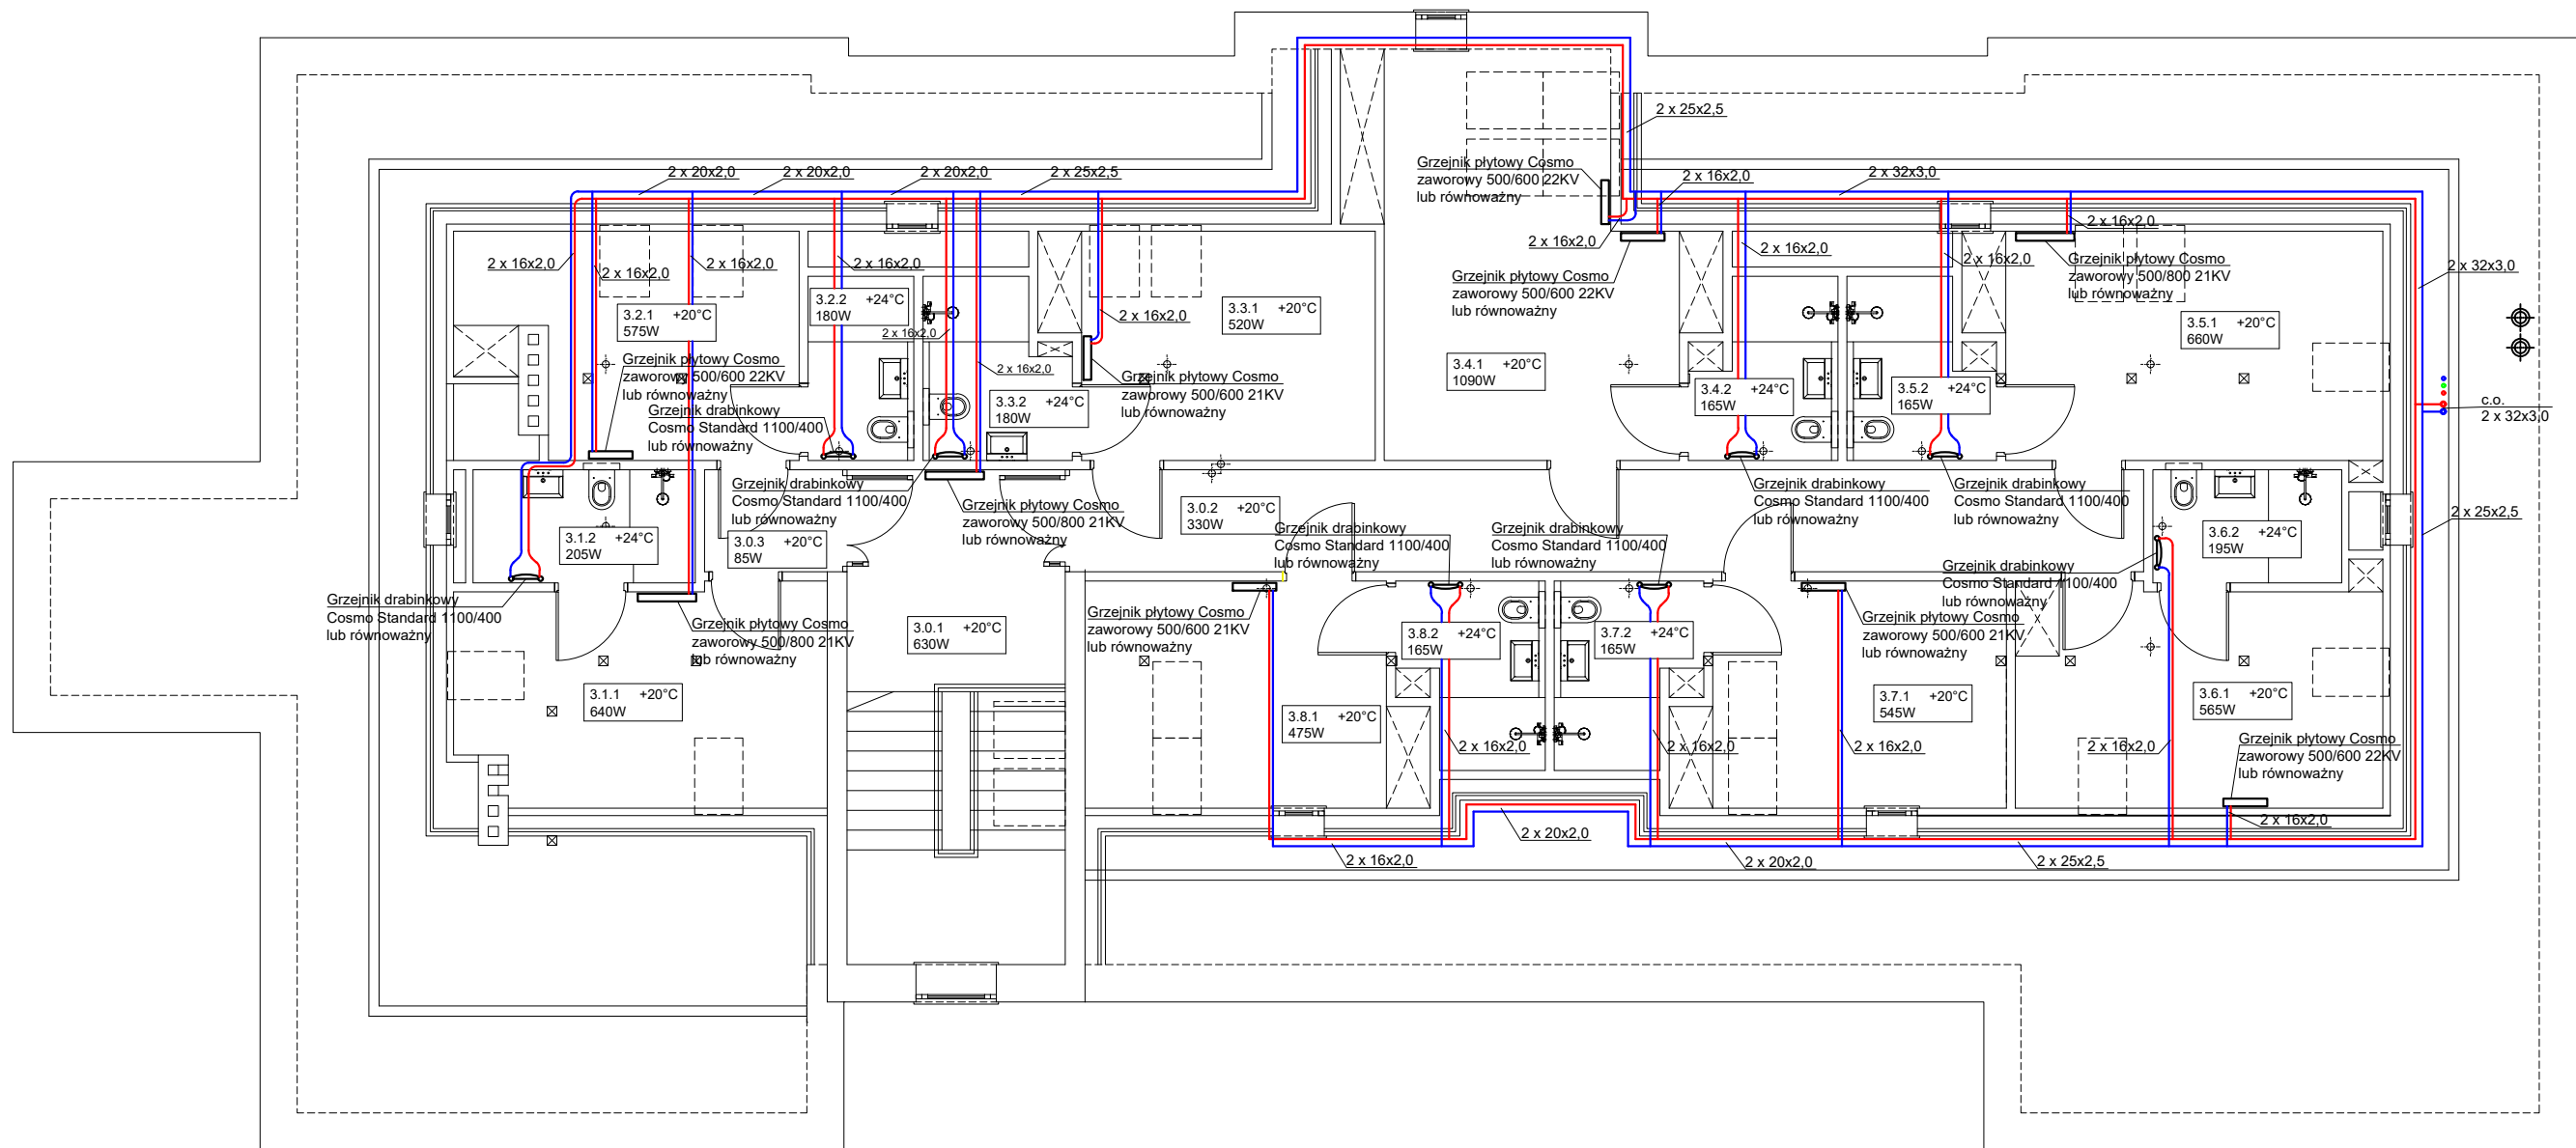 2 x 25x2,5
2 x 20x2,0
2 x 20x2,0
2 x 20x2,0
2 x 25x2,5
Grzejnik płytowy Cosmo
zaworowy 500/600 22KV
lub równoważny
2 x 16x2,0
2 x 32x3,0
2 x 16x2,0
2 x 16x2,0
2 x 16x2,0
2 x 16x2,0
2 x 16x2,0
2 x 16x2,0
2 x 16x2,0
2 x 16x2,0
2 x 32x3,0
Grzejnik płytowy Cosmo
zaworowy 500/600 22KV
lub równoważny
Grzejnik płytowy Cosmo
zaworowy 500/800 21KV
lub równoważny
3.2.1 +20°C
575W
3.2.2 +24°C
180W
2 x 16x2,0
2 x 16x2,0
3.3.1 +20°C
520W
3.5.1 +20°C
660W
Grzejnik płytowy Cosmo
zaworowy 500/600 22KV
lub równoważny
2 x 16x2,0
Grzejnik płytowy Cosmo
zaworowy 500/600 21KV
lub równoważny
3.4.1 +20°C
1090W
3.4.2 +24°C
165W
3.5.2 +24°C
165W
Grzejnik drabinkowy
Cosmo Standard 1100/400
lub równoważny
3.3.2 +24°C
180W
c.o.
2 x 32x3,0
Grzejnik drabinkowy
Cosmo Standard 1100/400
lub równoważny
Grzejnik płytowy Cosmo
zaworowy 500/800 21KV
lub równoważny
3.0.2 +20°C
330W
Grzejnik drabinkowy
Cosmo Standard 1100/400
lub równoważny
Grzejnik drabinkowy
Cosmo Standard 1100/400
lub równoważny
Grzejnik drabinkowy
Cosmo Standard 1100/400
lub równoważny
Grzejnik drabinkowy
Cosmo Standard 1100/400
lub równoważny
2 x 25x2,5
3.1.2 +24°C
205W
3.0.3 +20°C
85W
3.6.2 +24°C
195W
Grzejnik drabinkowy
Cosmo Standard 1100/400
lub równoważny
Grzejnik drabinkowy
Cosmo Standard 1100/400
lub równoważny
Grzejnik płytowy Cosmo
zaworowy 500/800 21KV
lub równoważny
3.0.1 +20°C
630W
Grzejnik płytowy Cosmo
zaworowy 500/600 21KV
lub równoważny
3.8.2 +24°C
165W
3.7.2 +24°C
165W
Grzejnik płytowy Cosmo
zaworowy 500/600 21KV
lub równoważny
3.1.1 +20°C
640W
3.8.1 +20°C
475W
3.7.1 +20°C
545W
3.6.1 +20°C
565W
2 x 16x2,0
2 x 16x2,0
2 x 16x2,0
2 x 16x2,0
Grzejnik płytowy Cosmo
zaworowy 500/600 22KV
lub równoważny
2 x 16x2,0
2 x 20x2,0
2 x 16x2,0
2 x 20x2,0
2 x 25x2,5